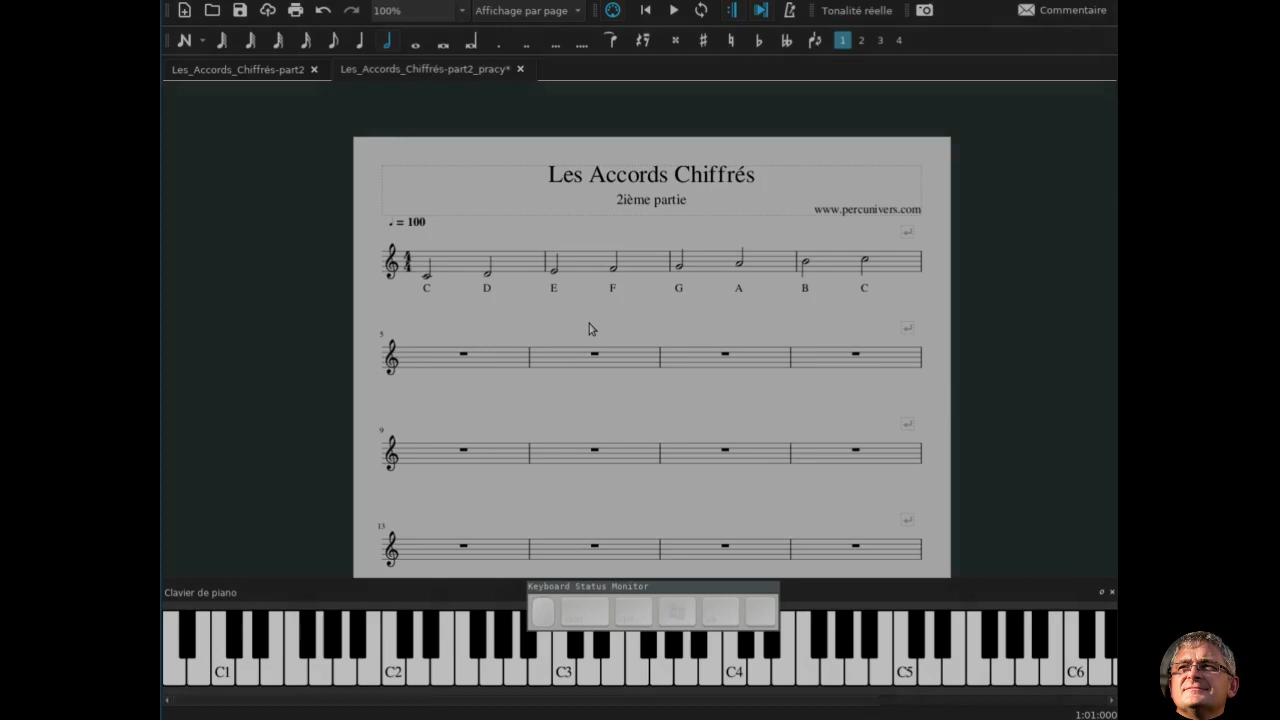 100% Affichage par page Tonalité réelle Commentaire
1 2 3 4
Les_Accords_Chiffrés-part2 Les_Accords_Chiffrés-part2_pracy*
Les Accords Chiffrés
2ième partie
www.percunivers.com
= 100
C D E F G A B C
5
9
13
Keyboard Status Monitor
Clavier de piano
C1 C2 C3 C4 C5 C6
1:01:000